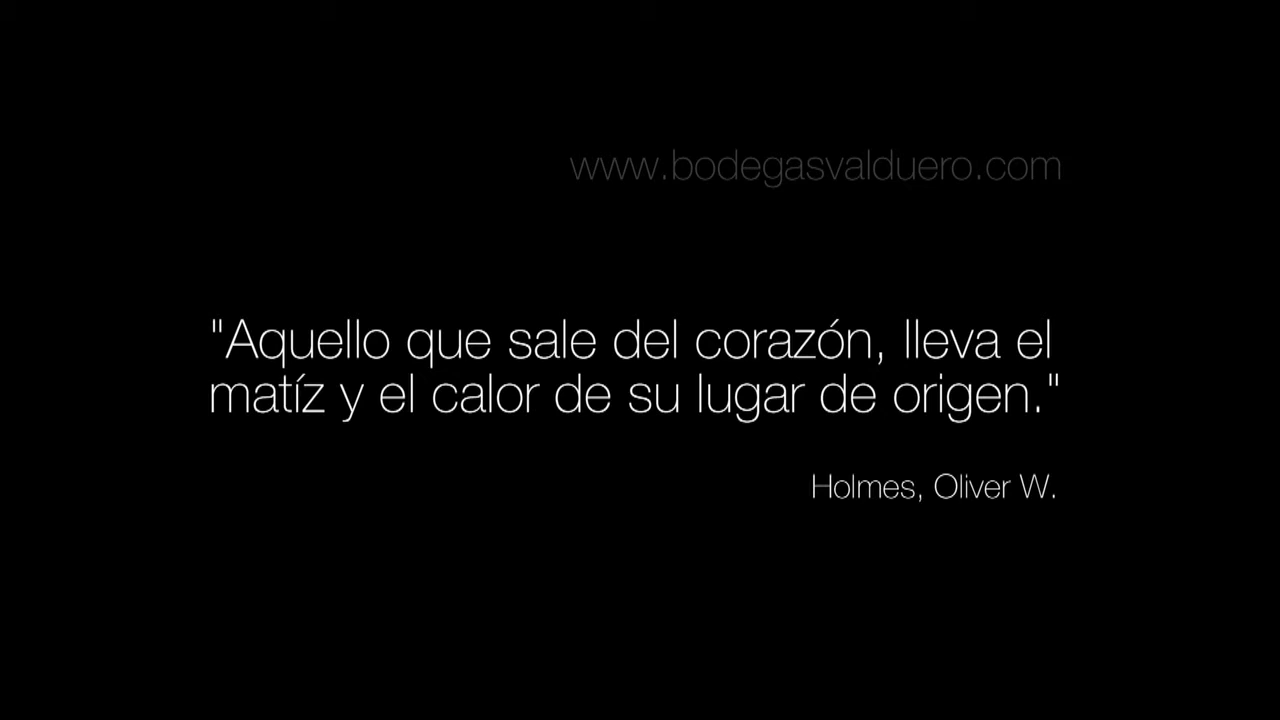 www.bodegasvalduero.com
"Aquello que sale del corazón, lleva el
matíz y el calor de su lugar de origen."
Holmes, Oliver W.